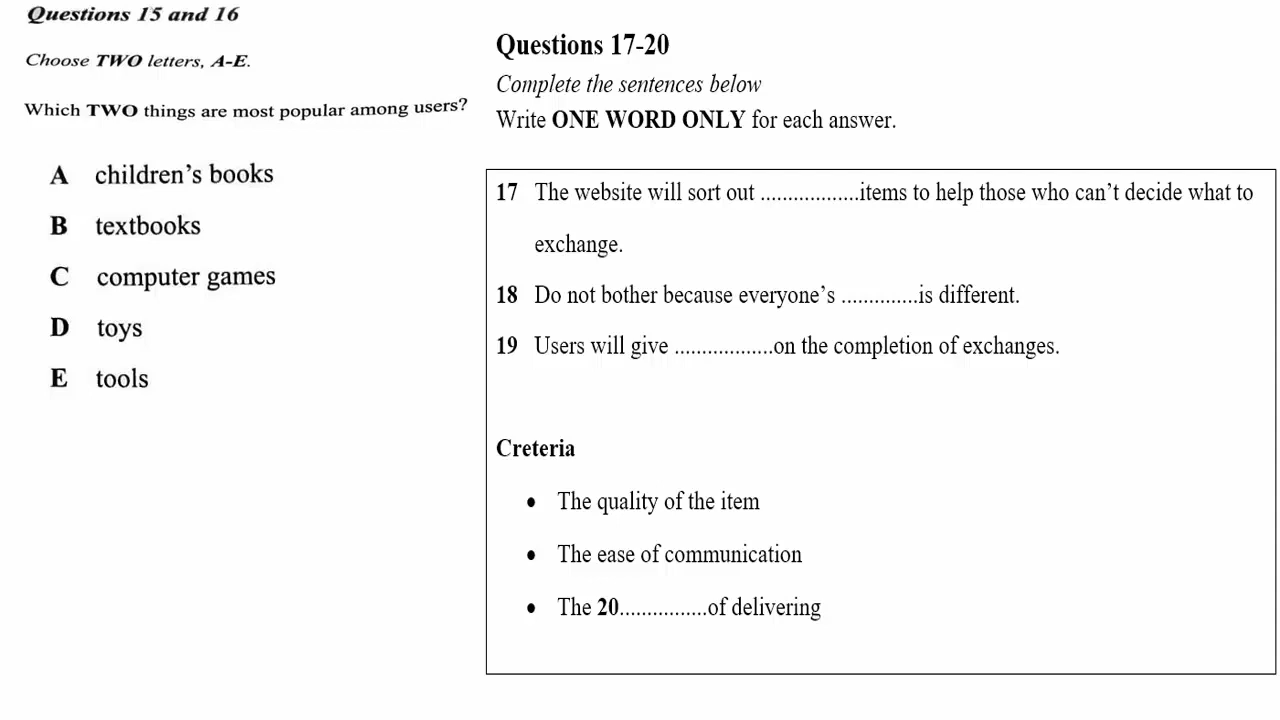 Questions 15 and 16
Choose TWO letters, A-E.
Which TWO things are most popular among users?
A children's books
B textbooks
C computer games
D toys
E tools
Questions 17-20
Complete the sentences below
Write ONE WORD ONLY for each answer.
17 The website will sort out ..................items to help those who can't decide what to
exchange.
18 Do not bother because everyone's ..............is different.
19 Users will give ..................on the completion of exchanges.
Creteria
• The quality of the item
• The ease of communication
• The 20................of delivering